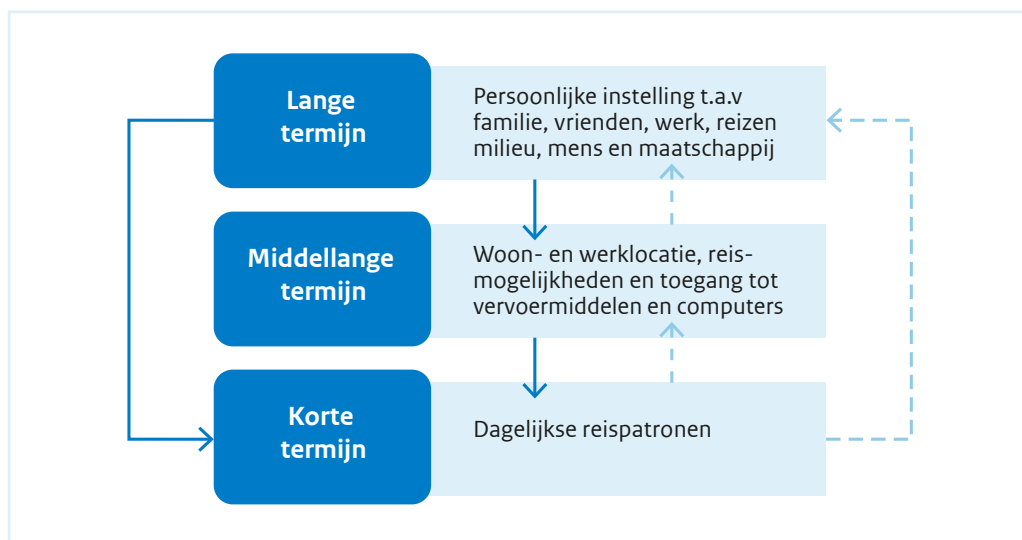 Lange
termijn
Persoonlijke instelling t.a.v
familie, vrienden, werk, reizen
milieu, mens en maatschappij
Middellange
termijn
Woon- en werklocatie, reis-
mogelijkheden en toegang tot
vervoermiddelen en computers
Korte
termijn
Dagelijkse reispatronen